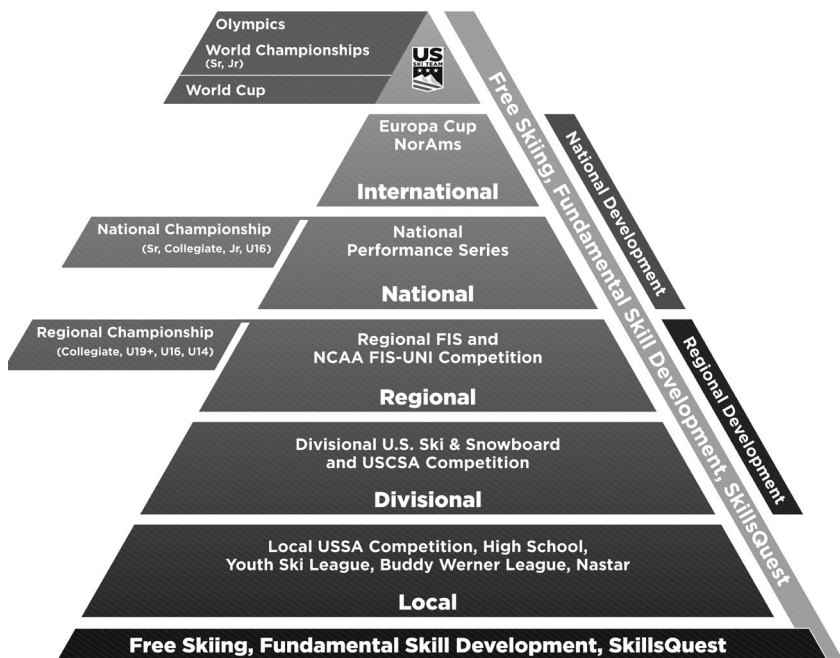 Olympics
World Championships
(Sr, Jr)
World Cup
US
SKI TEAM
Europa Cup
NorAms
International
National Championship
(Sr, Collegiate, Jr, U16)
National
Performance Series
National
Regional Championship
(Collegiate, U19+, U16, U14)
Regional FIS and
NCAA FIS-UNI Competition
Regional
Divisional U.S. Ski & Snowboard
and USCSA Competition
Divisional
Local USSA Competition, High School,
Youth Ski League, Buddy Werner League, Nastar
Local
Free Skiing, Fundamental Skill Development, SkillsQuest
Free Skiing, Fundamental Skill Development, SkillsQuest
National Development
Regional Development